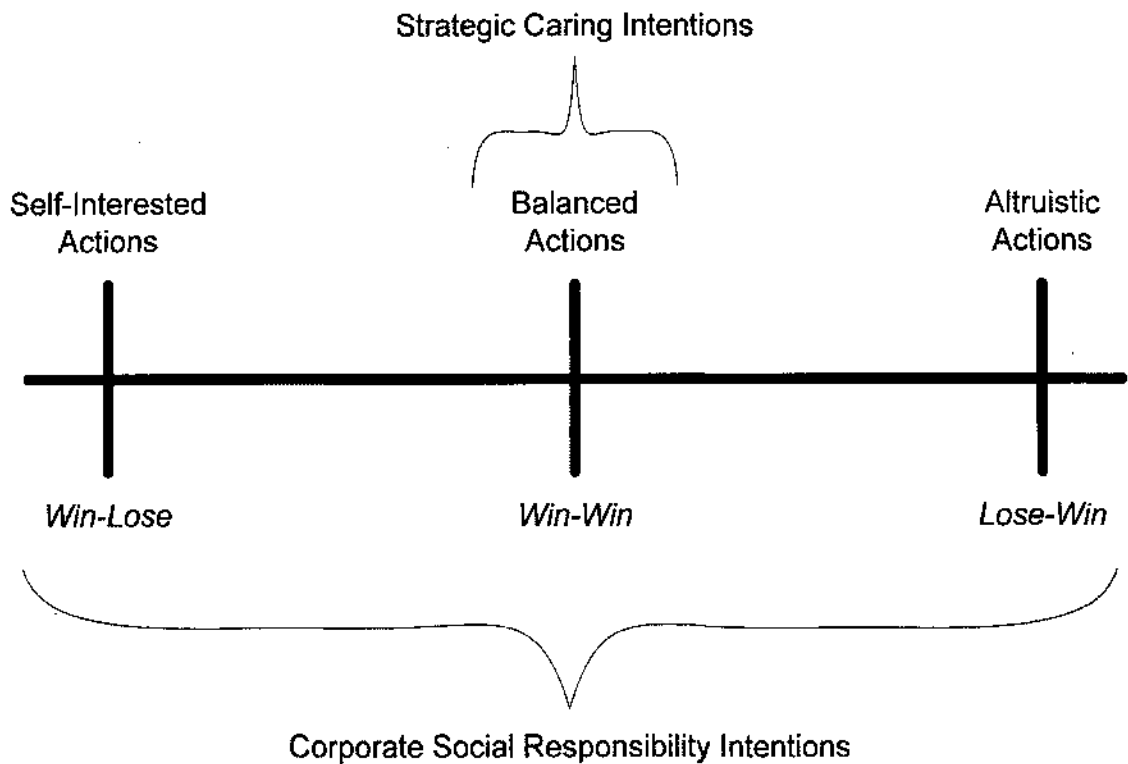 Strategic Caring Intentions
Self-Interested
Actions
Balanced
Actions
Altruistic
Actions
Win-Lose
Win-Win
Lose-Win
Corporate Social Responsibility Intentions